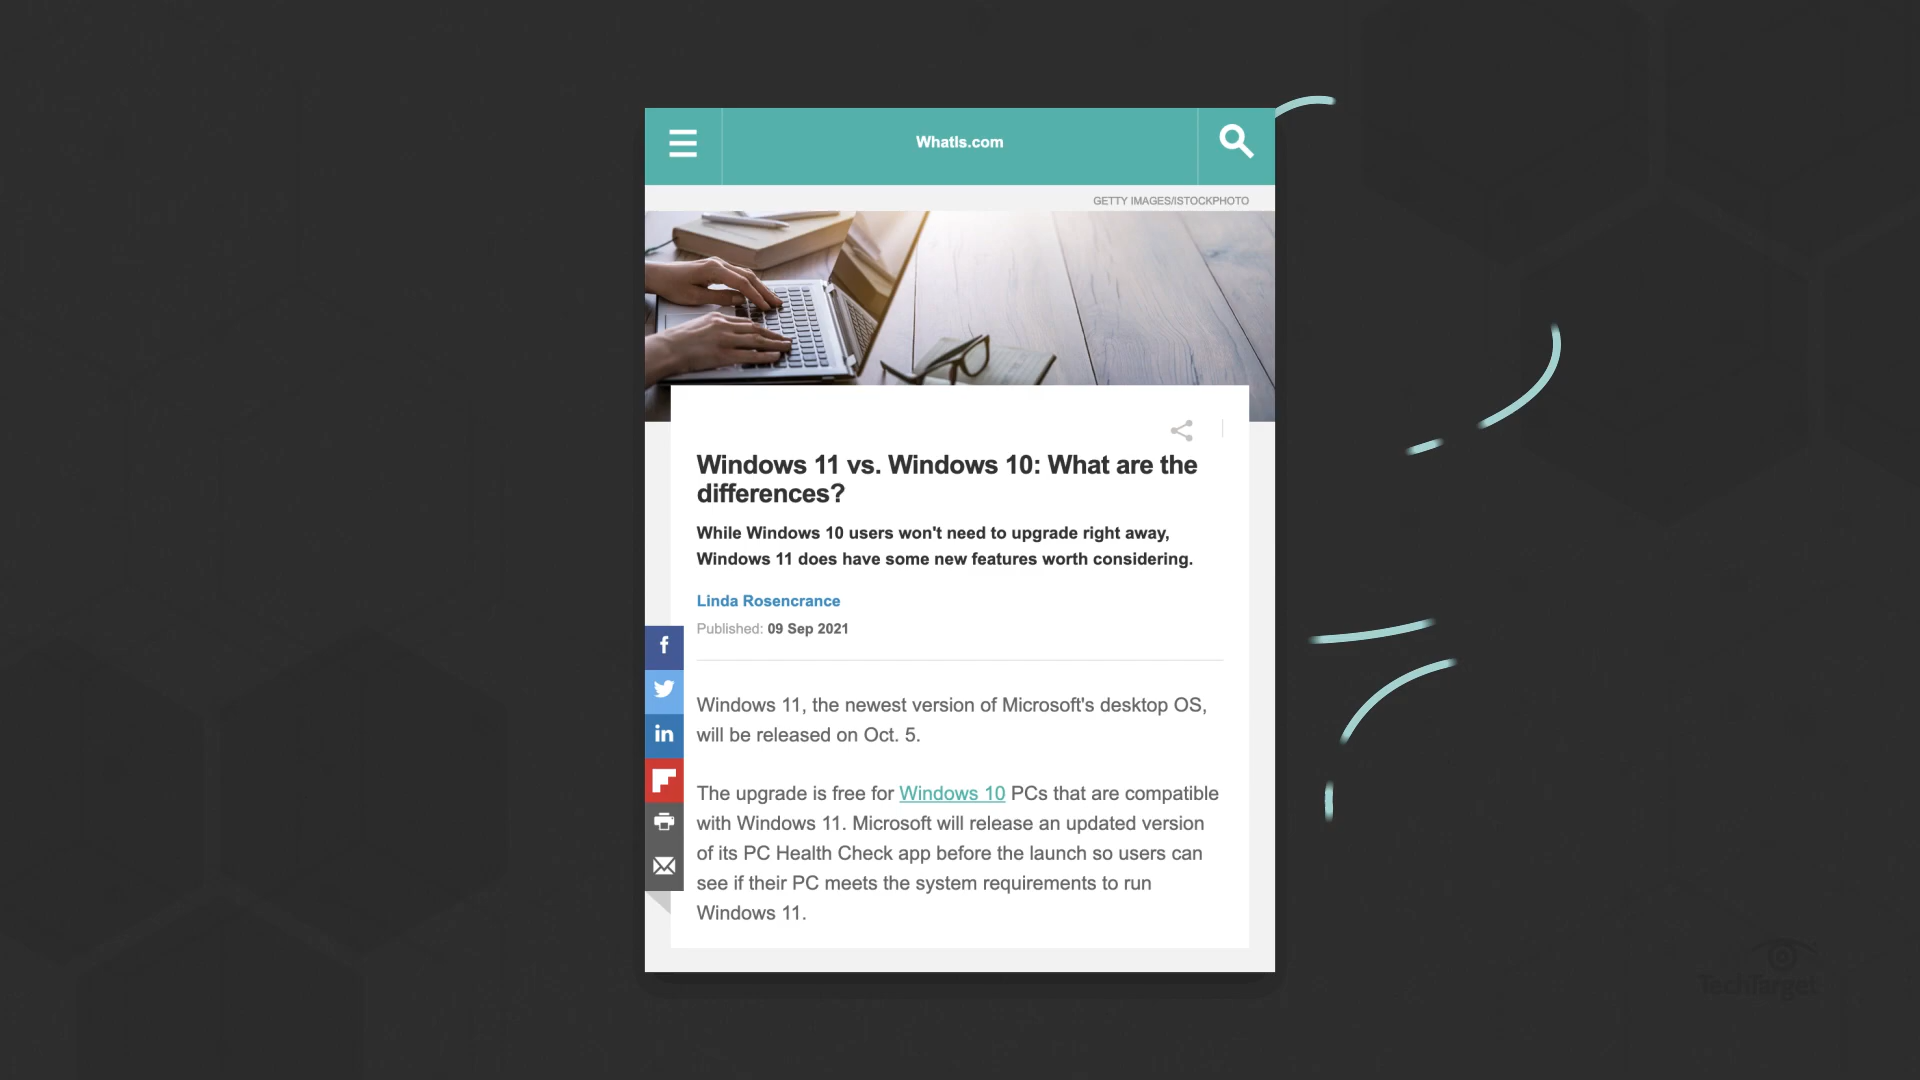 WhatIs.com
GETTY IMAGES/ISTOCKPHOTO
Windows 11 vs. Windows 10: What are the
differences?
While Windows 10 users won't need to upgrade right away,
Windows 11 does have some new features worth considering.
Linda Rosencrance
Published: 09 Sep 2021
f
in
Windows 11, the newest version of Microsoft's desktop OS,
will be released on Oct. 5.
The upgrade is free for Windows 10 PCs that are compatible
with Windows 11. Microsoft will release an updated version
of its PC Health Check app before the launch so users can
see if their PC meets the system requirements to run
Windows 11.
TechTarget